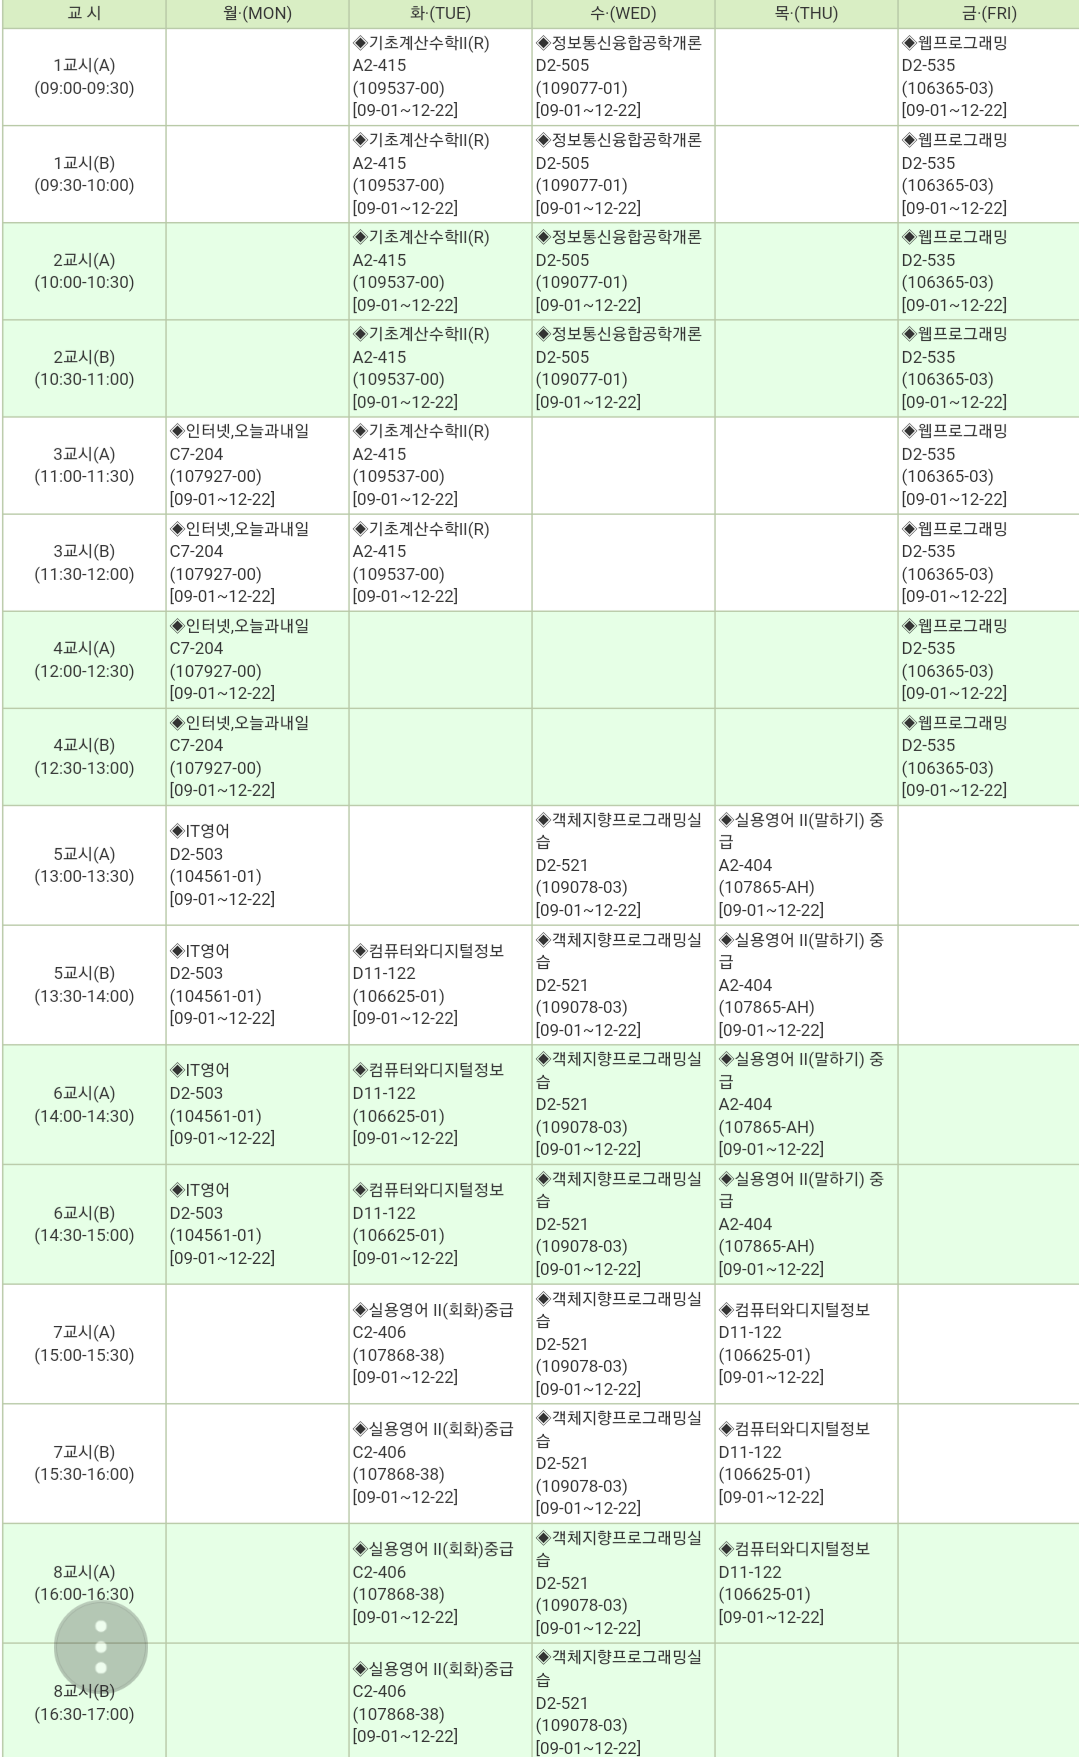 교 시 월·(MON) 화·(TUE) 수·(WED) 목·(THU) 금·(FRI)
1교시(A)
(09:00-09:30)
◈기초계산수학II(R)
A2-415
(109537-00)
[09-01~12-22]
◈정보통신융합공학개론
D2-505
(109077-01)
[09-01~12-22]
◈웹프로그래밍
D2-535
(106365-03)
[09-01~12-22]
1교시(B)
(09:30-10:00)
◈기초계산수학II(R)
A2-415
(109537-00)
[09-01~12-22]
◈정보통신융합공학개론
D2-505
(109077-01)
[09-01~12-22]
◈웹프로그래밍
D2-535
(106365-03)
[09-01~12-22]
2교시(A)
(10:00-10:30)
◈기초계산수학II(R)
A2-415
(109537-00)
[09-01~12-22]
◈정보통신융합공학개론
D2-505
(109077-01)
[09-01~12-22]
◈웹프로그래밍
D2-535
(106365-03)
[09-01~12-22]
2교시(B)
(10:30-11:00)
◈기초계산수학II(R)
A2-415
(109537-00)
[09-01~12-22]
◈정보통신융합공학개론
D2-505
(109077-01)
[09-01~12-22]
◈웹프로그래밍
D2-535
(106365-03)
[09-01~12-22]
3교시(A)
(11:00-11:30)
◈인터넷,오늘과내일
C7-204
(107927-00)
[09-01~12-22]
◈기초계산수학II(R)
A2-415
(109537-00)
[09-01~12-22]
◈웹프로그래밍
D2-535
(106365-03)
[09-01~12-22]
3교시(B)
(11:30-12:00)
◈인터넷,오늘과내일
C7-204
(107927-00)
[09-01~12-22]
◈기초계산수학II(R)
A2-415
(109537-00)
[09-01~12-22]
◈웹프로그래밍
D2-535
(106365-03)
[09-01~12-22]
4교시(A)
(12:00-12:30)
◈인터넷,오늘과내일
C7-204
(107927-00)
[09-01~12-22]
◈웹프로그래밍
D2-535
(106365-03)
[09-01~12-22]
4교시(B)
(12:30-13:00)
◈인터넷,오늘과내일
C7-204
(107927-00)
[09-01~12-22]
◈웹프로그래밍
D2-535
(106365-03)
[09-01~12-22]
5교시(A)
(13:00-13:30)
◈IT영어
D2-503
(104561-01)
[09-01~12-22]
◈객체지향프로그래밍실
습
D2-521
(109078-03)
[09-01~12-22]
◈실용영어 II(말하기) 중
급
A2-404
(107865-AH)
[09-01~12-22]
5교시(B)
(13:30-14:00)
◈IT영어
D2-503
(104561-01)
[09-01~12-22]
◈컴퓨터와디지털정보
D11-122
(106625-01)
[09-01~12-22]
◈객체지향프로그래밍실
습
D2-521
(109078-03)
[09-01~12-22]
◈실용영어 II(말하기) 중
급
A2-404
(107865-AH)
[09-01~12-22]
6교시(A)
(14:00-14:30)
◈IT영어
D2-503
(104561-01)
[09-01~12-22]
◈컴퓨터와디지털정보
D11-122
(106625-01)
[09-01~12-22]
◈객체지향프로그래밍실
습
D2-521
(109078-03)
[09-01~12-22]
◈실용영어 II(말하기) 중
급
A2-404
(107865-AH)
[09-01~12-22]
6교시(B)
(14:30-15:00)
◈IT영어
D2-503
(104561-01)
[09-01~12-22]
◈컴퓨터와디지털정보
D11-122
(106625-01)
[09-01~12-22]
◈객체지향프로그래밍실
습
D2-521
(109078-03)
[09-01~12-22]
◈실용영어 II(말하기) 중
급
A2-404
(107865-AH)
[09-01~12-22]
7교시(A)
(15:00-15:30)
◈실용영어 II(회화)중급
C2-406
(107868-38)
[09-01~12-22]
◈객체지향프로그래밍실
습
D2-521
(109078-03)
[09-01~12-22]
◈컴퓨터와디지털정보
D11-122
(106625-01)
[09-01~12-22]
7교시(B)
(15:30-16:00)
◈실용영어 II(회화)중급
C2-406
(107868-38)
[09-01~12-22]
◈객체지향프로그래밍실
습
D2-521
(109078-03)
[09-01~12-22]
◈컴퓨터와디지털정보
D11-122
(106625-01)
[09-01~12-22]
8교시(A)
(16:00-16:30)
◈실용영어 II(회화)중급
C2-406
(107868-38)
[09-01~12-22]
◈객체지향프로그래밍실
습
D2-521
(109078-03)
[09-01~12-22]
◈컴퓨터와디지털정보
D11-122
(106625-01)
[09-01~12-22]
8교시(B)
(16:30-17:00)
◈실용영어 II(회화)중급
C2-406
(107868-38)
[09-01~12-22]
◈객체지향프로그래밍실
습
D2-521
(109078-03)
[09-01~12-22]